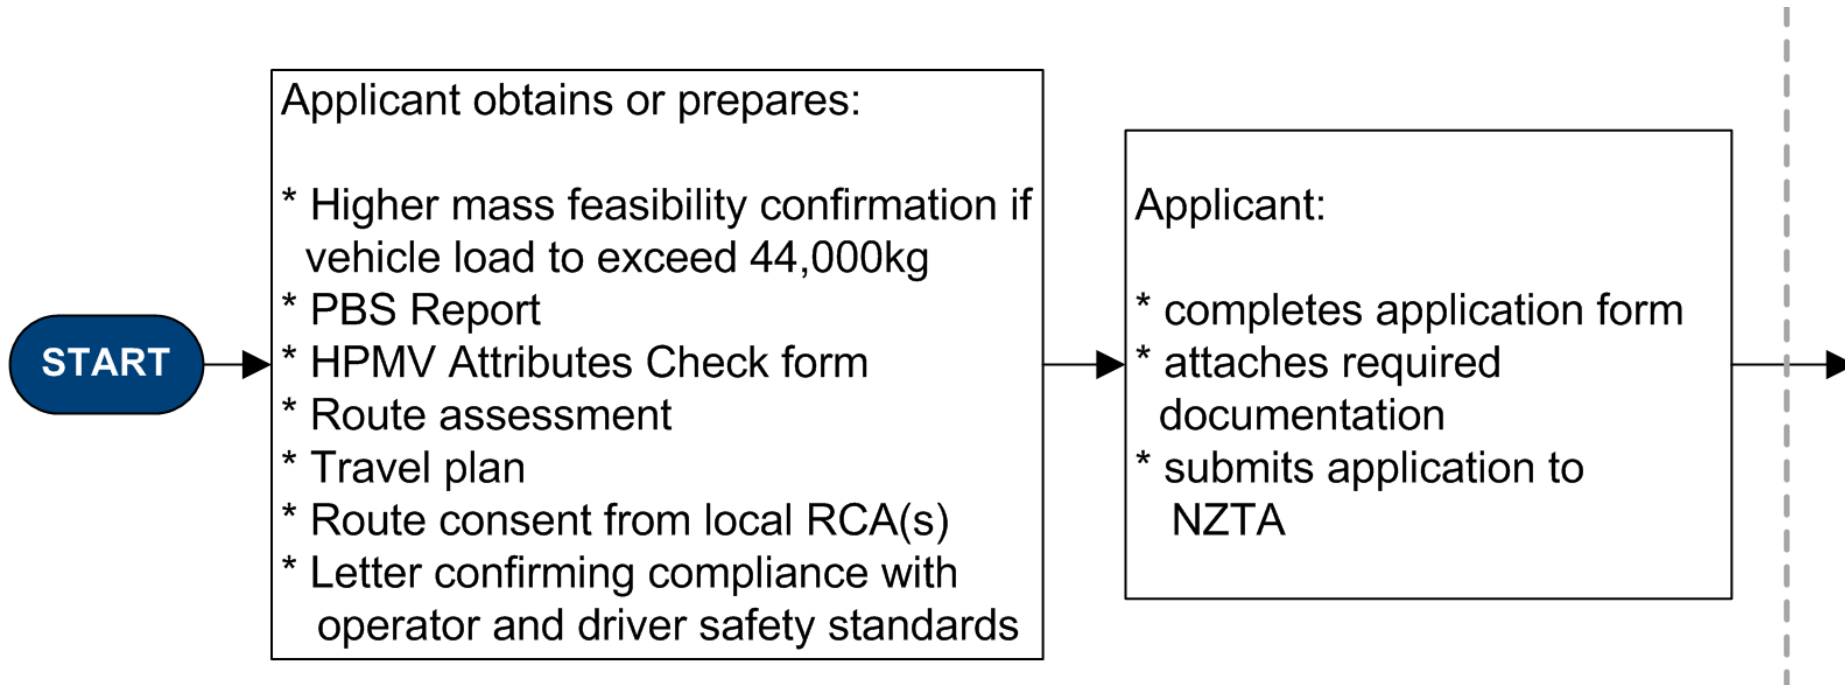 START
Applicant obtains or prepares:
* Higher mass feasibility confirmation if
vehicle load to exceed 44,000kg
* PBS Report
* HPMV Attributes Check form
* Route assessment
* Travel plan
* Route consent from local RCA(s)
* Letter confirming compliance with
operator and driver safety standards
Applicant:
* completes application form
* attaches required
documentation
* submits application to
NZTA